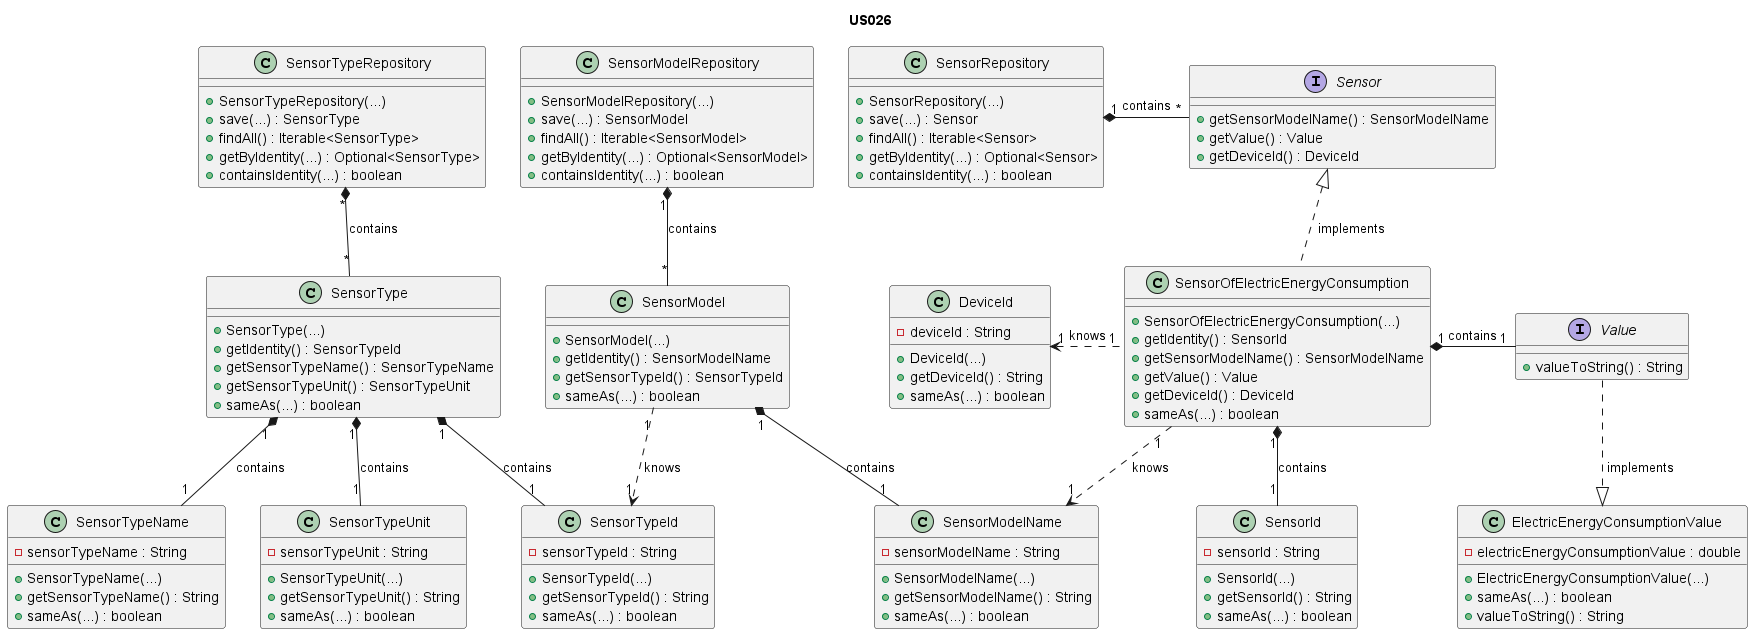 US026
C SensorTypeRepository
SensorTypeRepository(...)
save(...) : SensorType
findAll() : Iterable<SensorType>
getByIdentity(...) : Optional<SensorType>
containsIdentity(...) : boolean
C SensorModelRepository
SensorModelRepository(...)
save(...) : SensorModel
findAll() : Iterable<SensorModel>
getByIdentity(...) : Optional<SensorModel>
containsIdentity(...) : boolean
C SensorRepository
SensorRepository(...)
save(...) : Sensor
findAll() : Iterable<Sensor>
getByIdentity(...) : Optional<Sensor>
containsIdentity(...) : boolean
1 contains *
I Sensor
getSensorModelName() : SensorModelName
getValue() : Value
getDeviceId() : DeviceId
*
contains
*
1
contains
*
implements
C SensorType
SensorType(...)
getIdentity() : SensorTypeId
getSensorTypeName() : SensorTypeName
getSensorTypeUnit() : SensorTypeUnit
sameAs(...) : boolean
C SensorModel
SensorModel(...)
getIdentity() : SensorModelName
getSensorTypeId() : SensorTypeId
sameAs(...) : boolean
C DeviceId
deviceId : String
DeviceId(...)
getDeviceId() : String
sameAs(...) : boolean
1 knows 1
C SensorOfElectricEnergyConsumption
SensorOfElectricEnergyConsumption(...)
getIdentity() : SensorId
getSensorModelName() : SensorModelName
getValue() : Value
getDeviceId() : DeviceId
sameAs(...) : boolean
1 contains 1
I Value
valueToString() : String
1
contains
1
1
contains
1
1
contains
1
1
knows
1
1
contains
1
1
knows
1
1
contains
1
implements
C SensorTypeName
sensorTypeName : String
SensorTypeName(...)
getSensorTypeName() : String
sameAs(...) : boolean
C SensorTypeUnit
sensorTypeUnit : String
SensorTypeUnit(...)
getSensorTypeUnit() : String
sameAs(...) : boolean
C SensorTypeId
sensorTypeId : String
SensorTypeId(...)
getSensorTypeId() : String
sameAs(...) : boolean
C SensorModelName
sensorModelName : String
SensorModelName(...)
getSensorModelName() : String
sameAs(...) : boolean
C SensorId
sensorId : String
SensorId(...)
getSensorId() : String
sameAs(...) : boolean
C ElectricEnergyConsumptionValue
electricEnergyConsumptionValue : double
ElectricEnergyConsumptionValue(...)
sameAs(...) : boolean
valueToString() : String